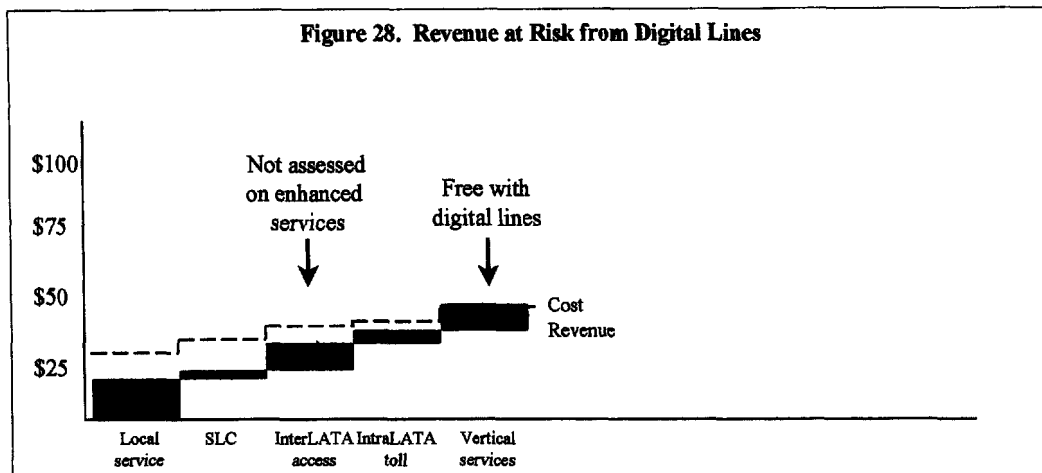 Figure 28. Revenue at Risk from Digital Lines
$100
$75
$50
$25
Not assessed
on enhanced
services
Free with
digital lines
Cost
Revenue
Local
service
SLC
InterLATA
access
IntraLATA
toll
Vertical
services